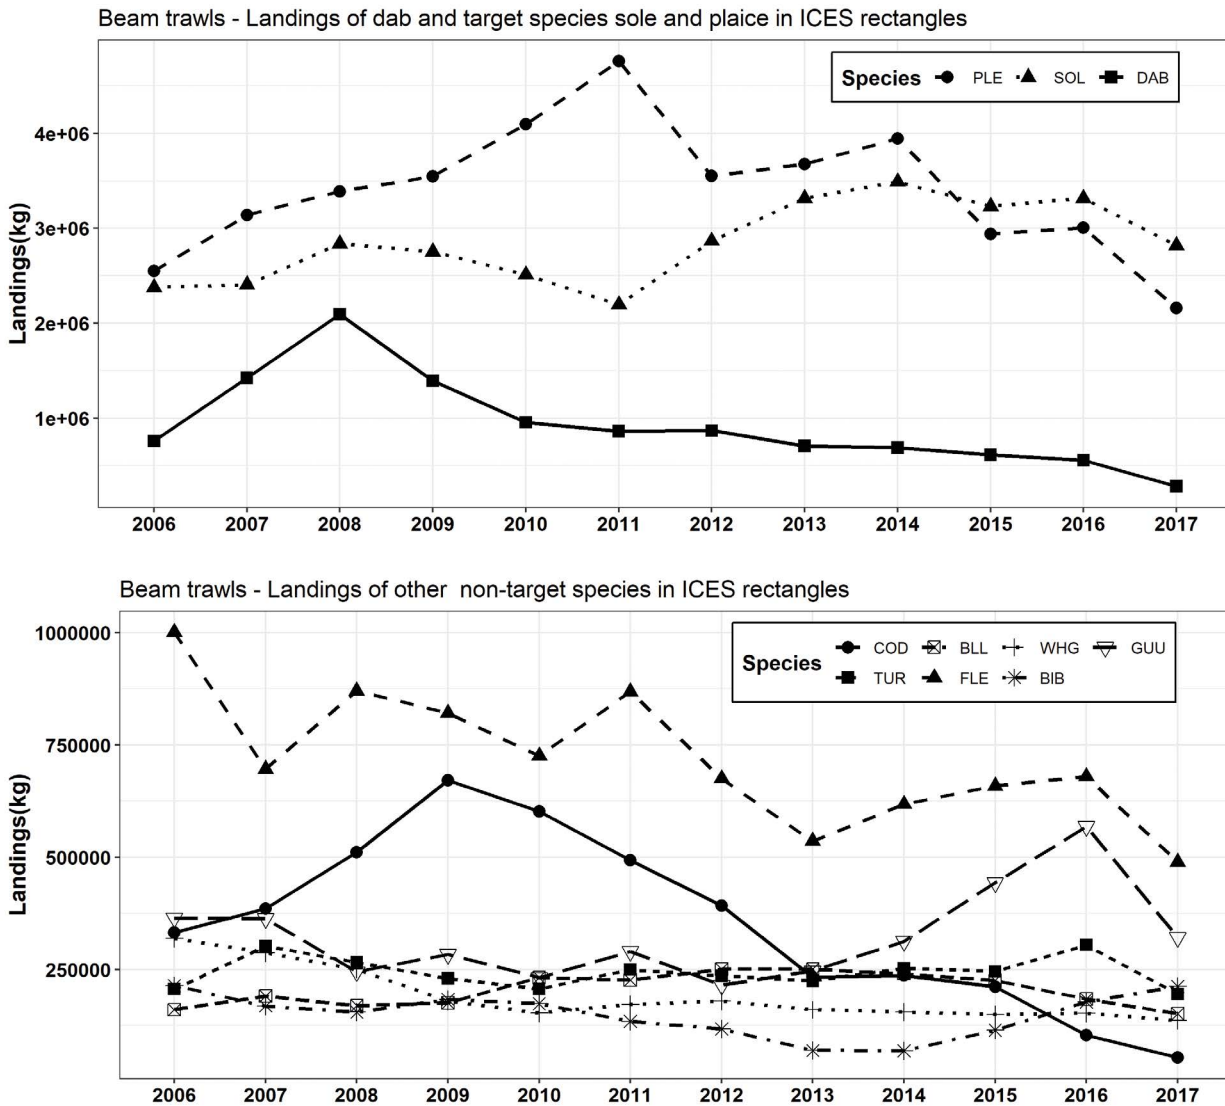 Beam trawls - Landings of dab and target species sole and plaice in ICES rectangles
Species PLE SOL DAB
Landings(kg)
4e+06
3e+06
2e+06
1e+06
2006 2007 2008 2009 2010 2011 2012 2013 2014 2015 2016 2017
Beam trawls - Landings of other  non-target species in ICES rectangles
Species
COD BLL WHG GUU
TUR FLE BIB
Landings(kg)
1000000
750000
500000
250000
2006 2007 2008 2009 2010 2011 2012 2013 2014 2015 2016 2017